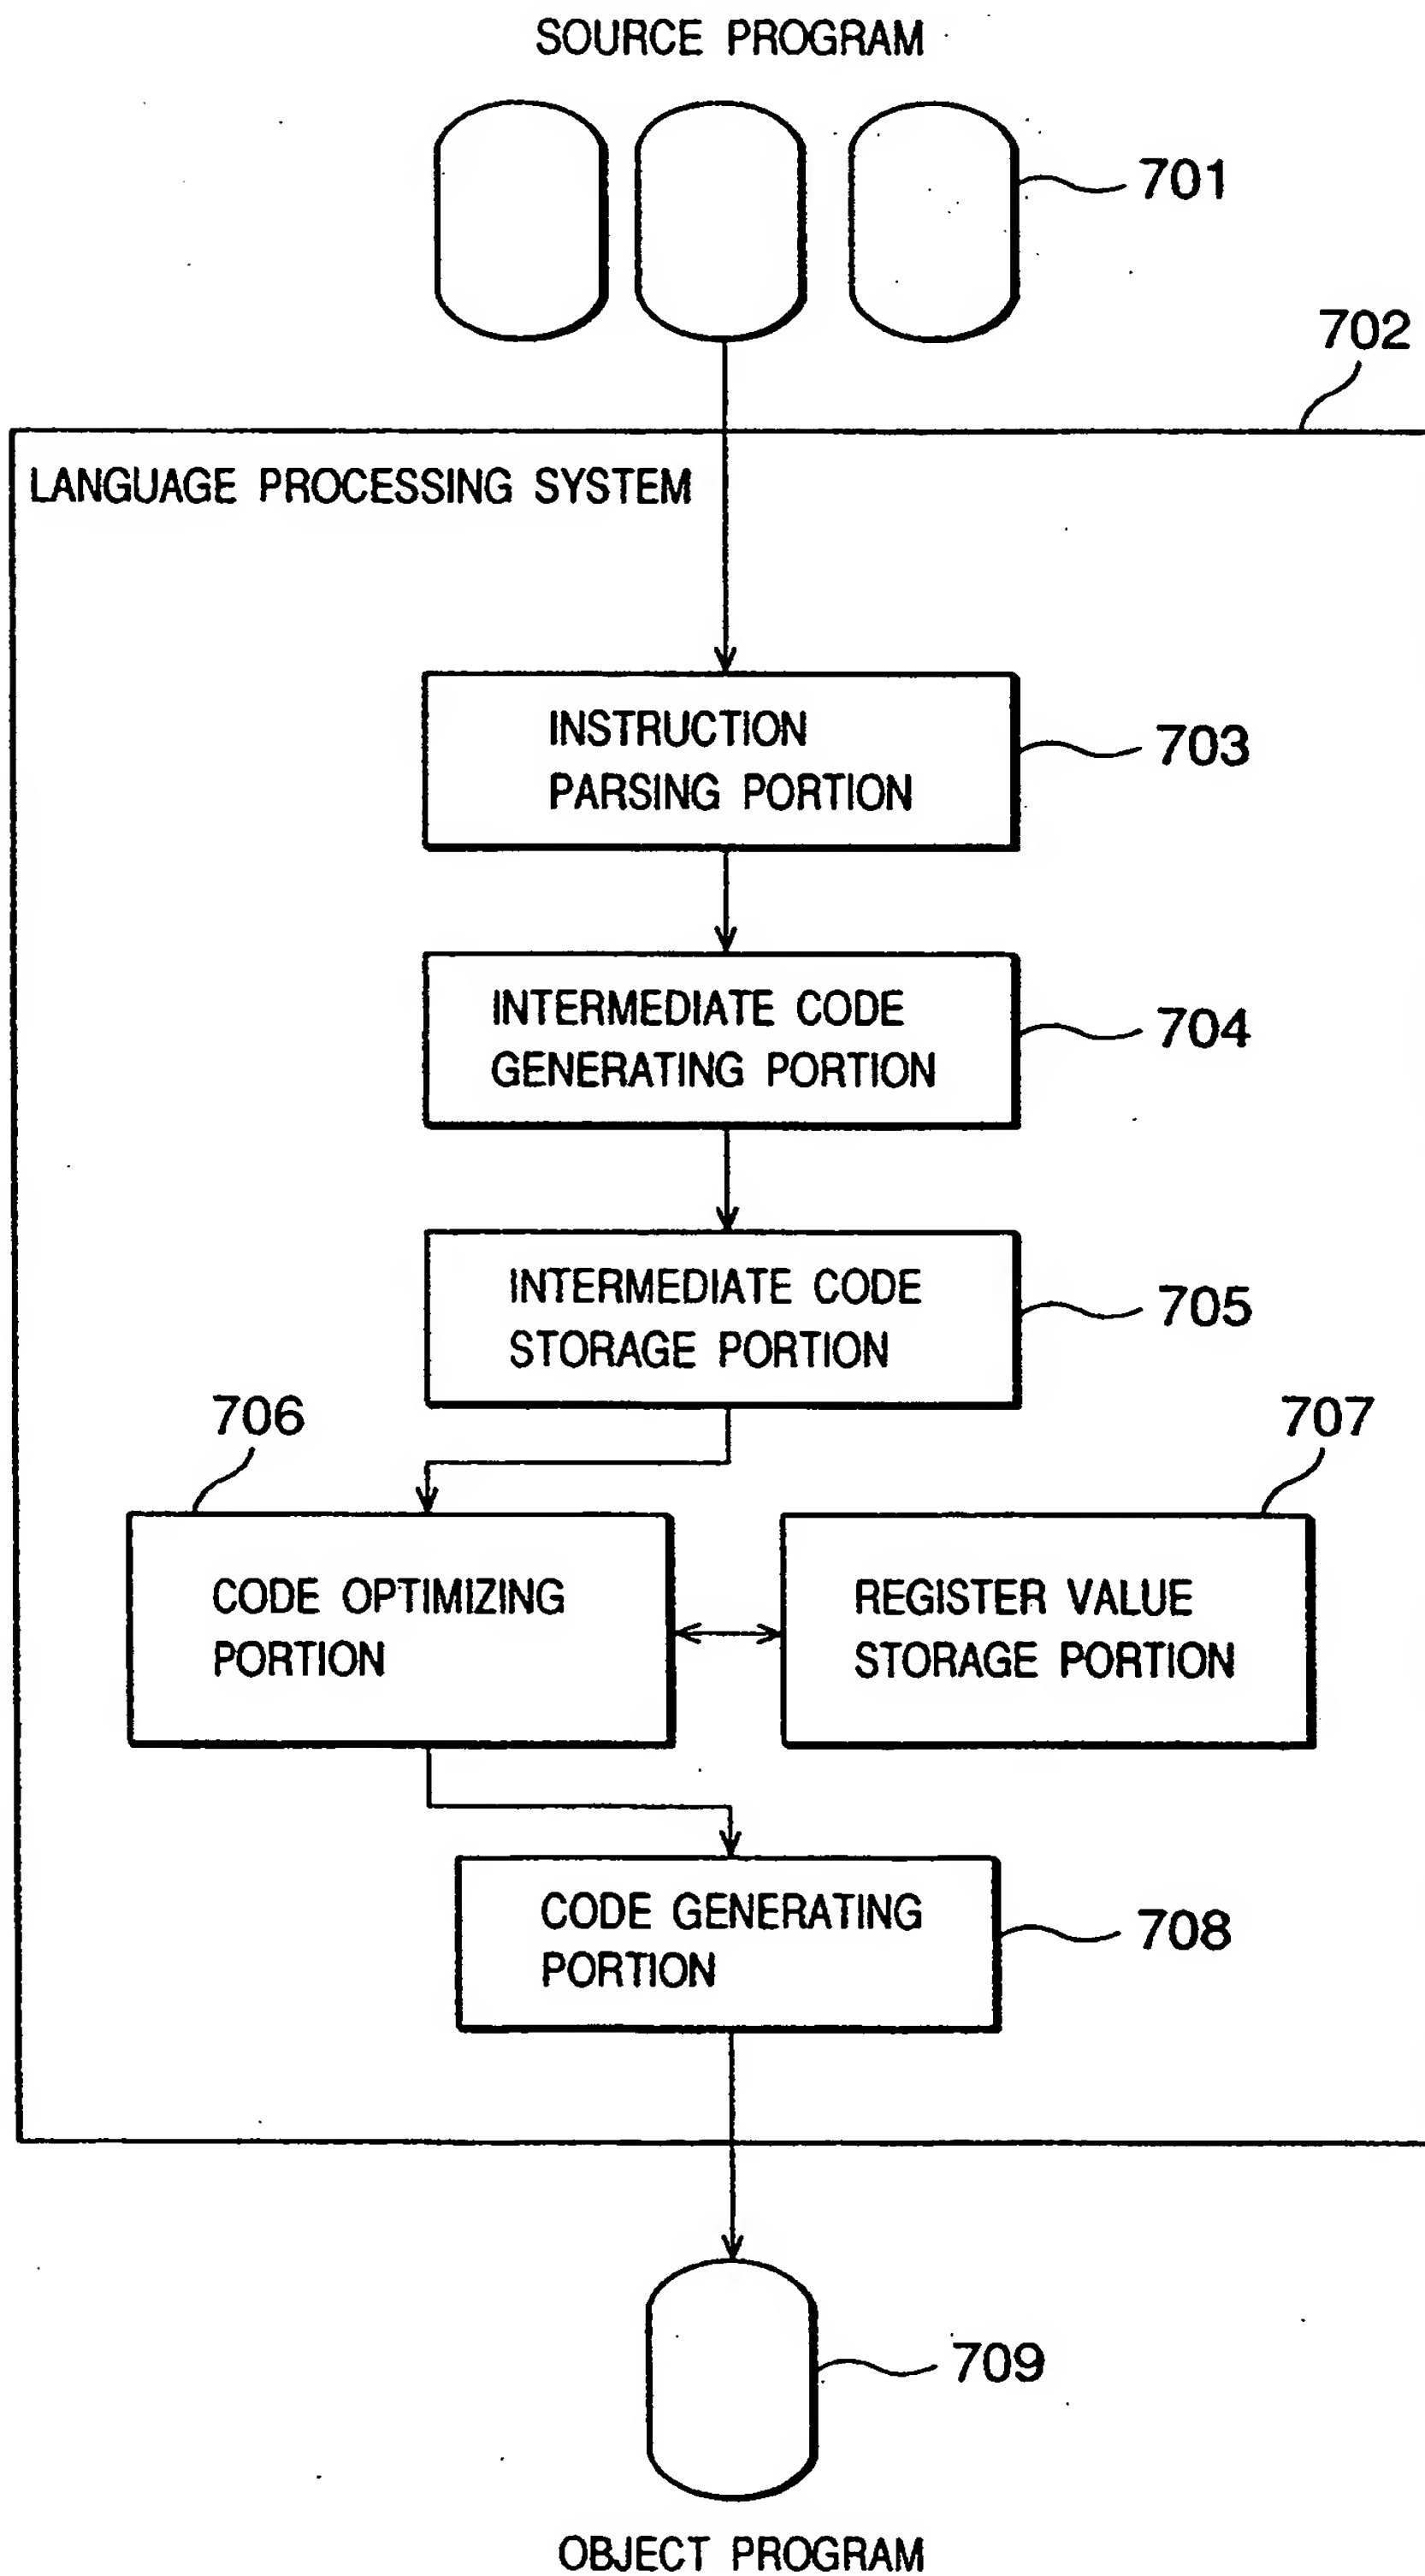 SOURCE PROGRAM
701
702
LANGUAGE PROCESSING SYSTEM
INSTRUCTION
PARSING PORTION
703
INTERMEDIATE CODE
GENERATING PORTION
704
INTERMEDIATE CODE
STORAGE PORTION
705
706
707
CODE OPTIMIZING
PORTION
REGISTER VALUE
STORAGE PORTION
CODE GENERATING
PORTION
708
709
OBJECT PROGRAM